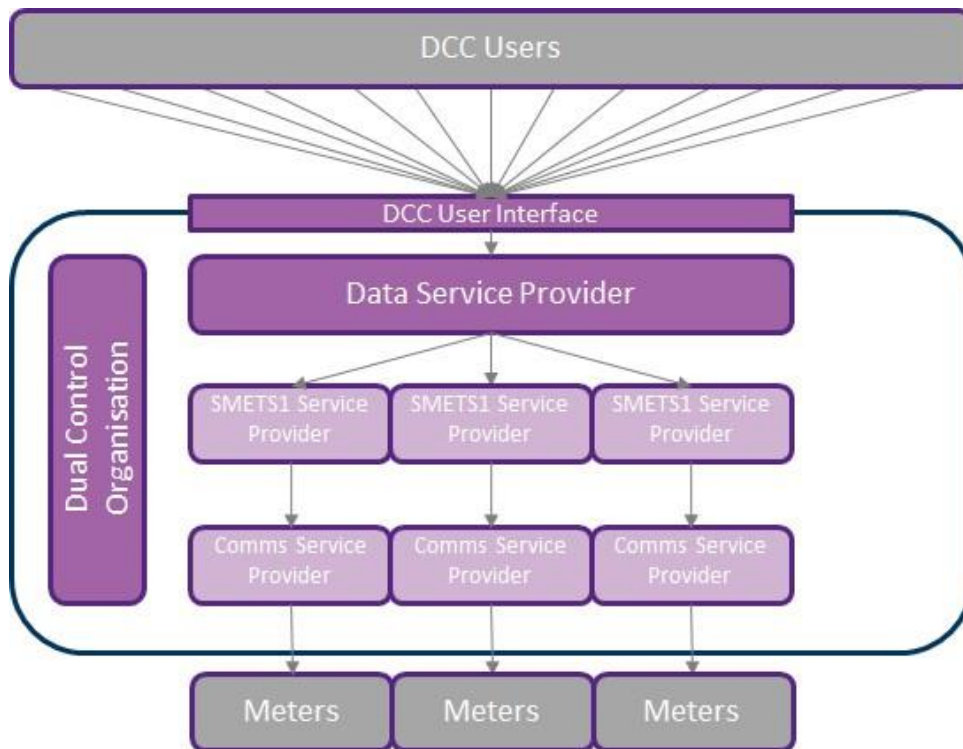 DCC Users
DCC User Interface
Data Service Provider
Dual Control
Organisation
SMETS1 Service
Provider
SMETS1 Service
Provider
SMETS1 Service
Provider
Comms Service
Provider
Comms Service
Provider
Comms Service
Provider
Meters
Meters
Meters